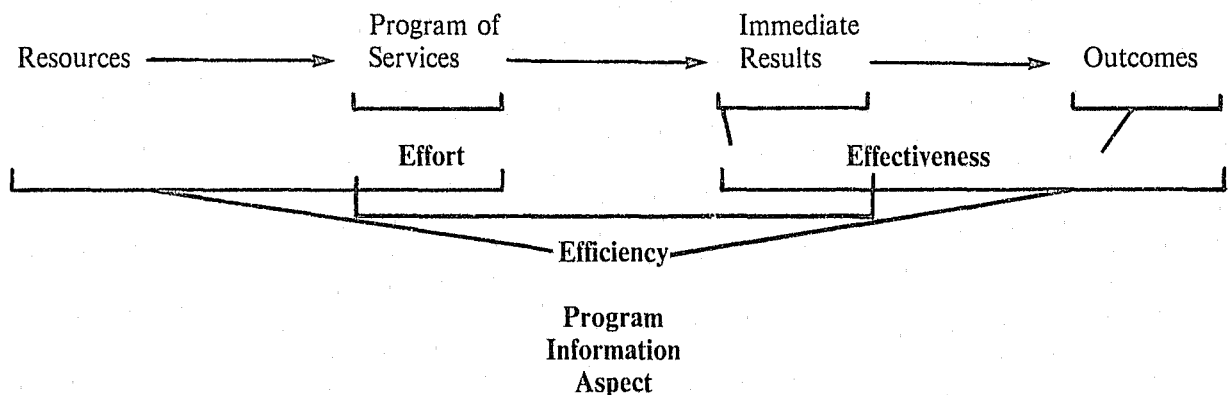 Resources
Program of
Services
Immediate
Results
Outcomes
Effort
Effectiveness
Efficiency
Program
Information
Aspect